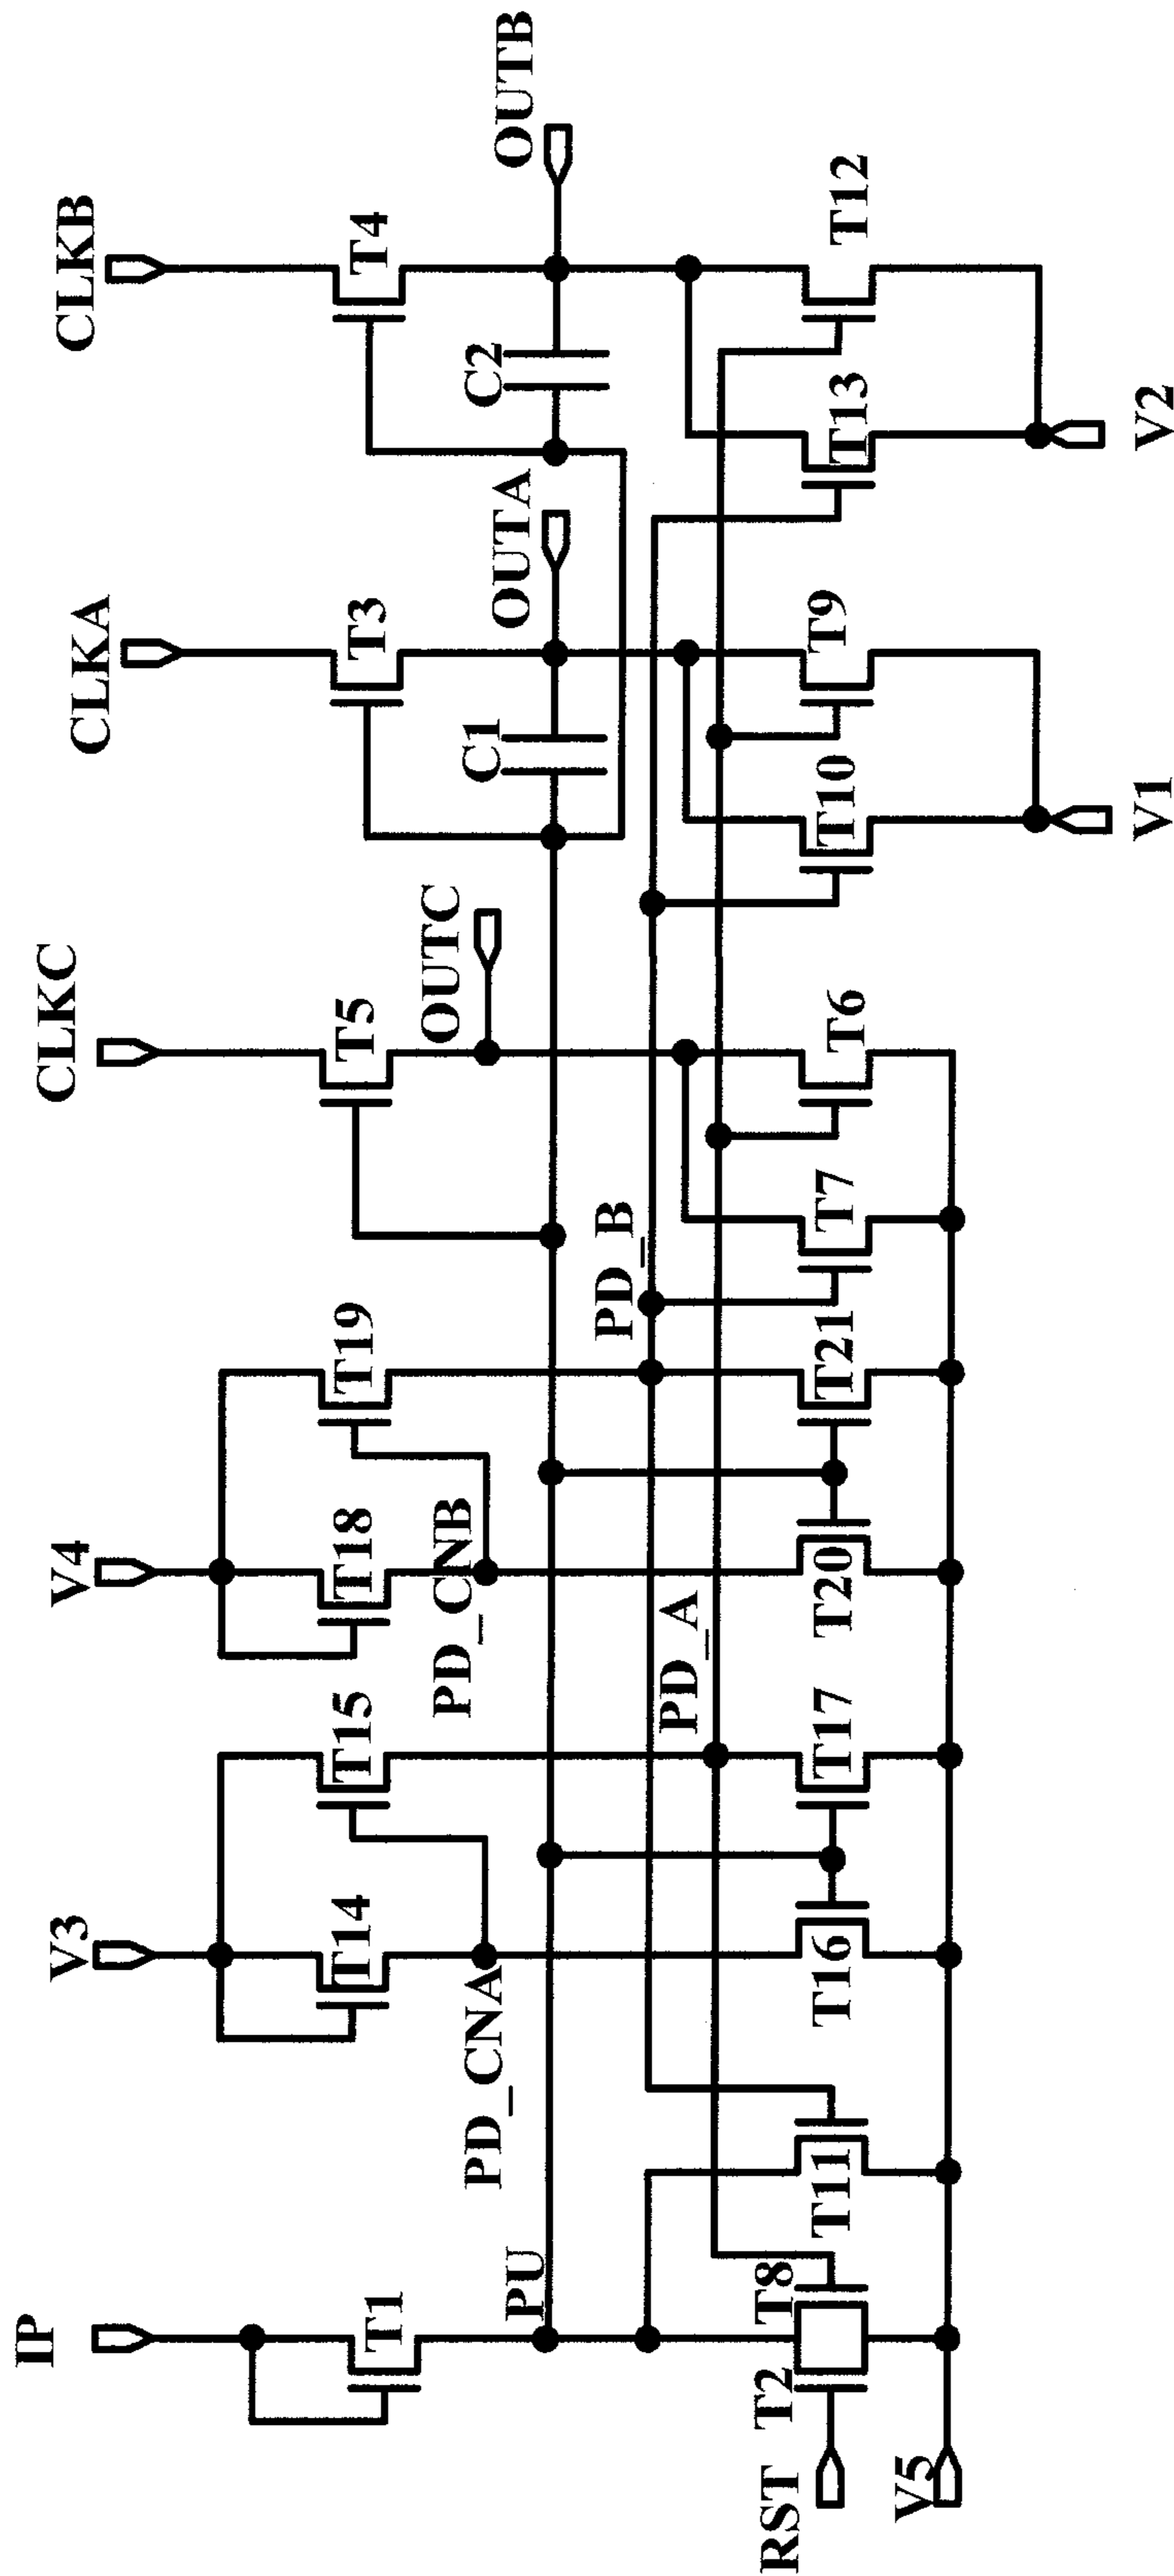 CLKB
CLKA
CLKC
V4
V3
IP
T4
T3
T5
T19
T18
T15
T14
T1
OUTB
OUTA
OUTC
C2
C1
PD_CNB
PD_CNA
PU
PD_B
PD_A
T12
T13
T9
T10
T6
T7
T21
T20
T17
T16
T11
T8
T2
RST
V5
V2
V1